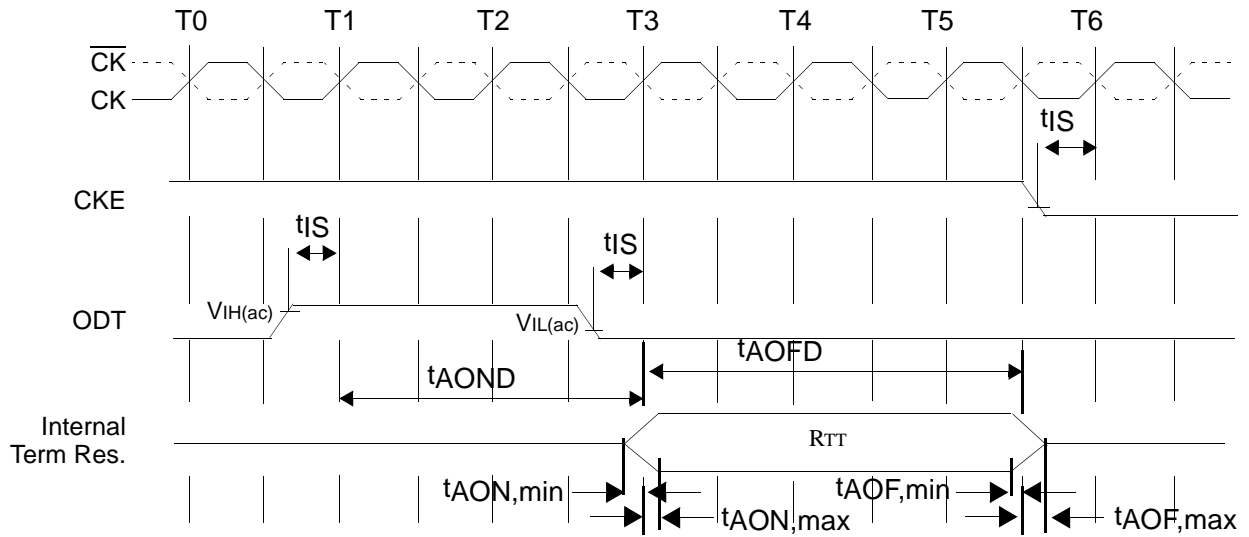 T0 T1 T2 T3 T4 T5 T6
CK
CK
tIS
CKE
tIS
tIS
VIH(ac)
VIL(ac)
ODT
tAOFD
tAOND
Internal
Term Res.
RTT
tAON,min
tAOF,min
tAON,max
tAOF,max